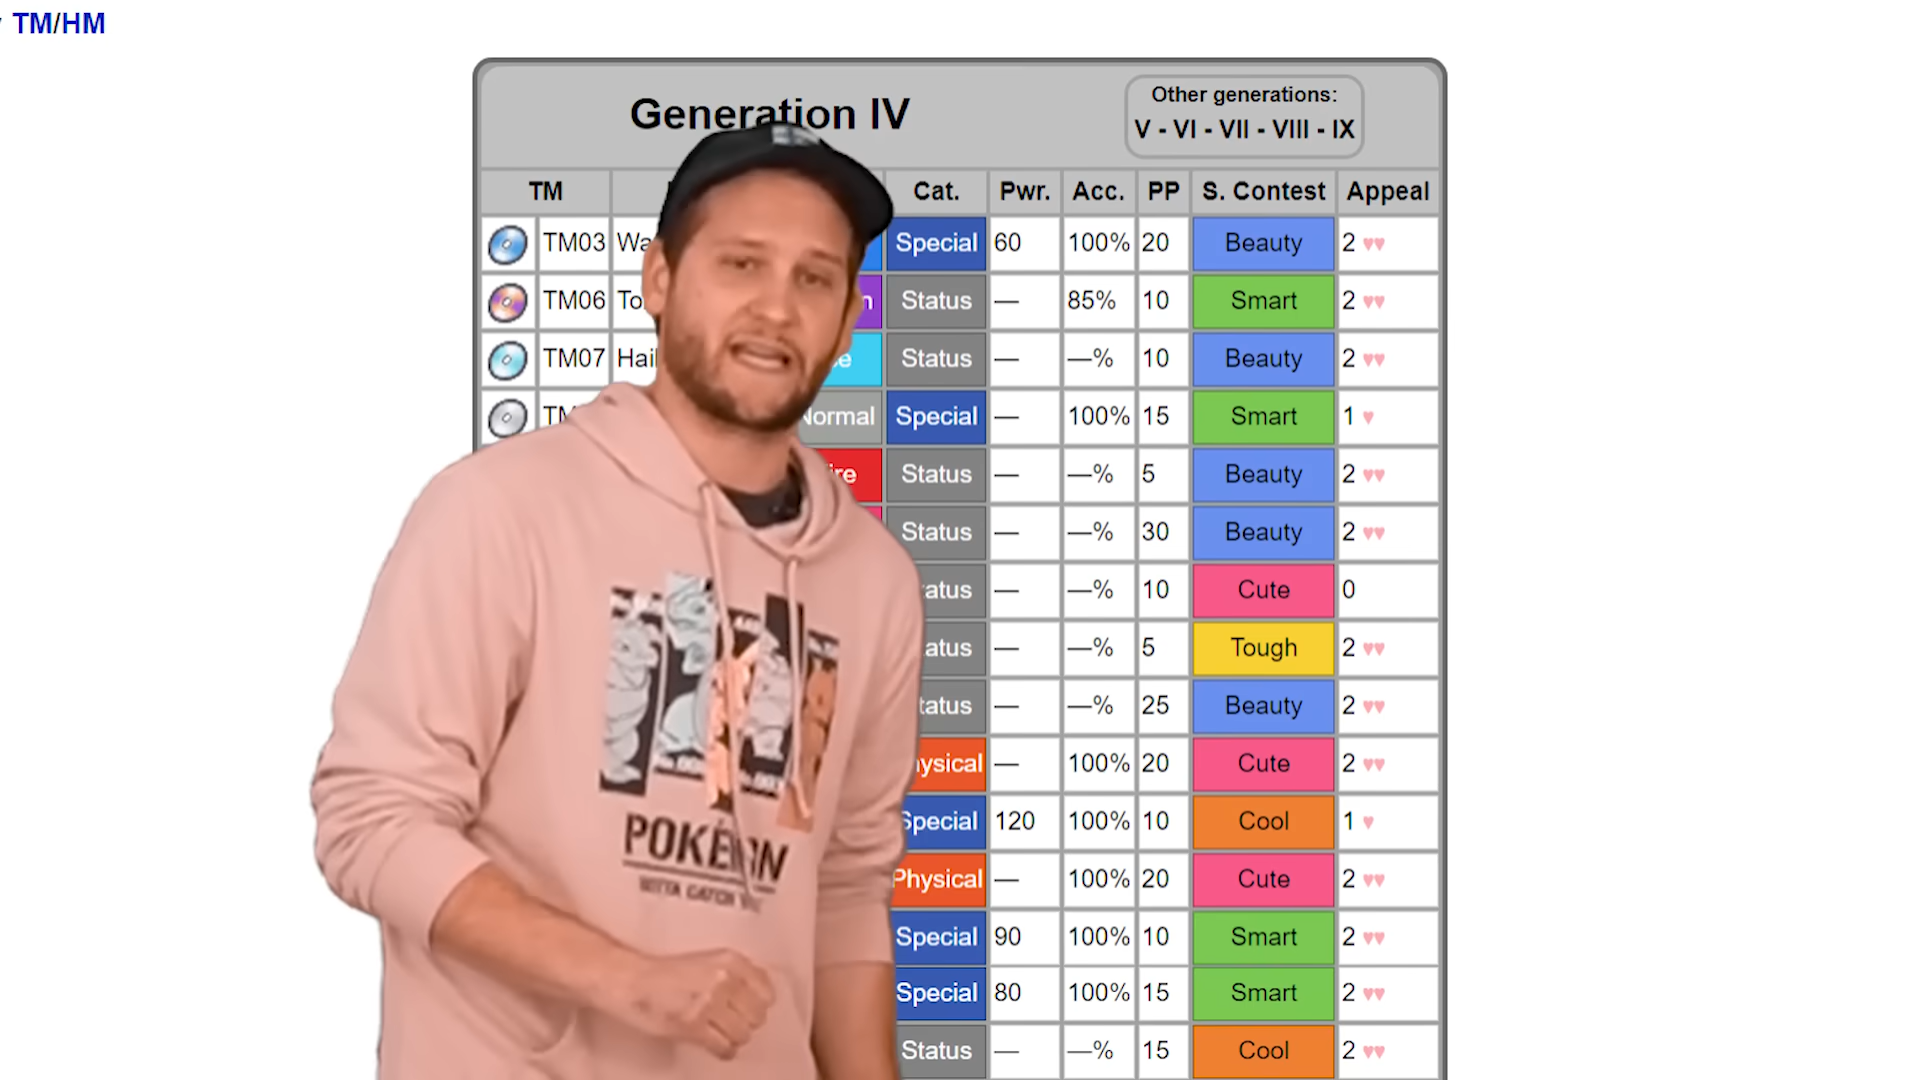 TM/HM
Generation IV
Other generations:
V - VI - VII - VIII - IX
TM Cat. Pwr. Acc. PP S. Contest Appeal
TM03 Special 60 100% 20 Beauty 2 ♥♥
TM06 Status — 85% 10 Smart 2 ♥♥
TM07 Hail Status — —% 10 Beauty 2 ♥♥
Normal Special — 100% 15 Smart 1 ♥
Status — —% 5 Beauty 2 ♥♥
Status — —% 30 Beauty 2 ♥♥
— —% 10 Cute 0
— —% 5 Tough 2 ♥♥
— —% 25 Beauty 2 ♥♥
— 100% 20 Cute 2 ♥♥
Special 120 100% 10 Cool 1 ♥
Physical — 100% 20 Cute 2 ♥♥
Special 90 100% 10 Smart 2 ♥♥
Special 80 100% 15 Smart 2 ♥♥
Status — —% 15 Cool 2 ♥♥
POKÉMON